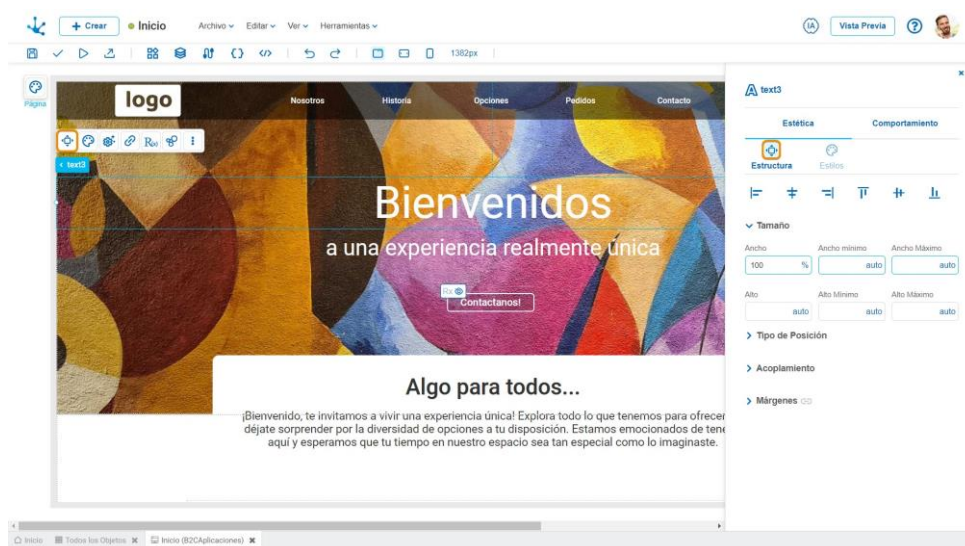 + Crear
Inicio
Archivo Editar Ver Herramientas
IA
Vista Previa
?
1382px
Página
logo
Nosotros Historia Opciones Pedidos Contacto
text3
Bienvenidos
a una experiencia realmente única
Rx
Contactanos!
Algo para todos...
¡Bienvenido, te invitamos a vivir una experiencia única! Explora todo lo que tenemos para ofrecer
déjate sorprender por la diversidad de opciones a tu disposición. Estamos emocionados de tene
aquí y esperamos que tu tiempo en nuestro espacio sea tan especial como lo imaginaste.
text3
Estética Comportamiento
Estructura Estilos
Tamaño
Ancho Ancho mínimo Ancho Máximo
100 % auto auto
Alto Alto Mínimo Alto Máximo
auto auto auto
Tipo de Posición
Acoplamiento
Márgenes
Inicio Todos los Objetos Inicio (B2CAplicaciones)